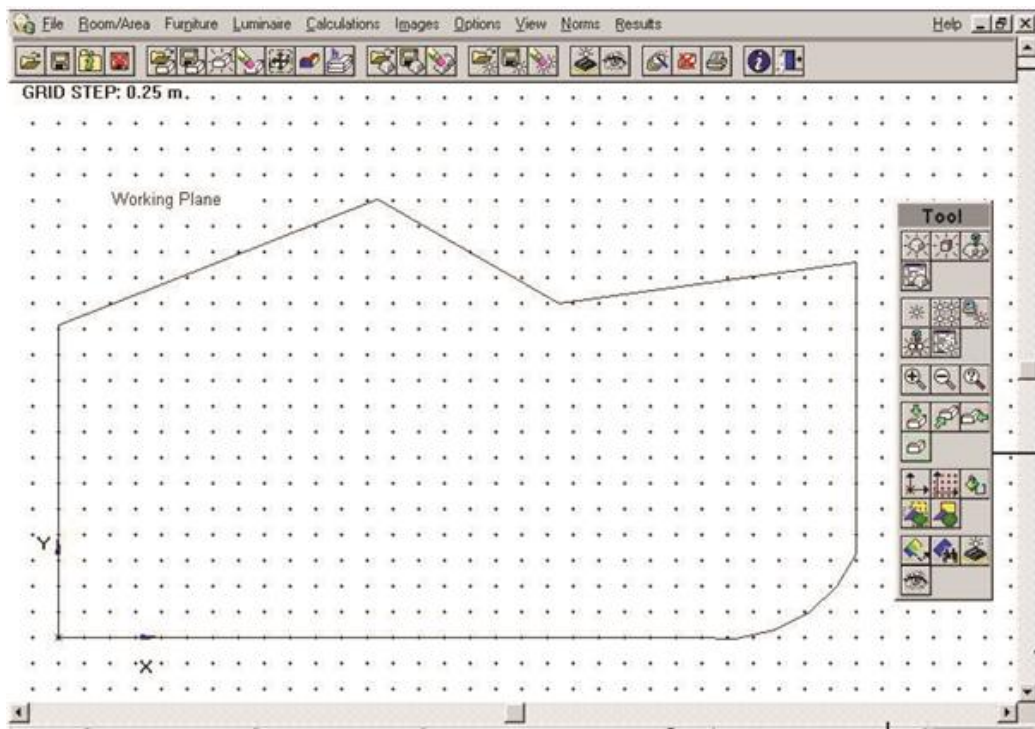 File Room/Area Furniture Luminaire Calculations Images Options View Norms Results Help
GRID STEP: 0.25 m.
Working Plane
Tool
Y
X